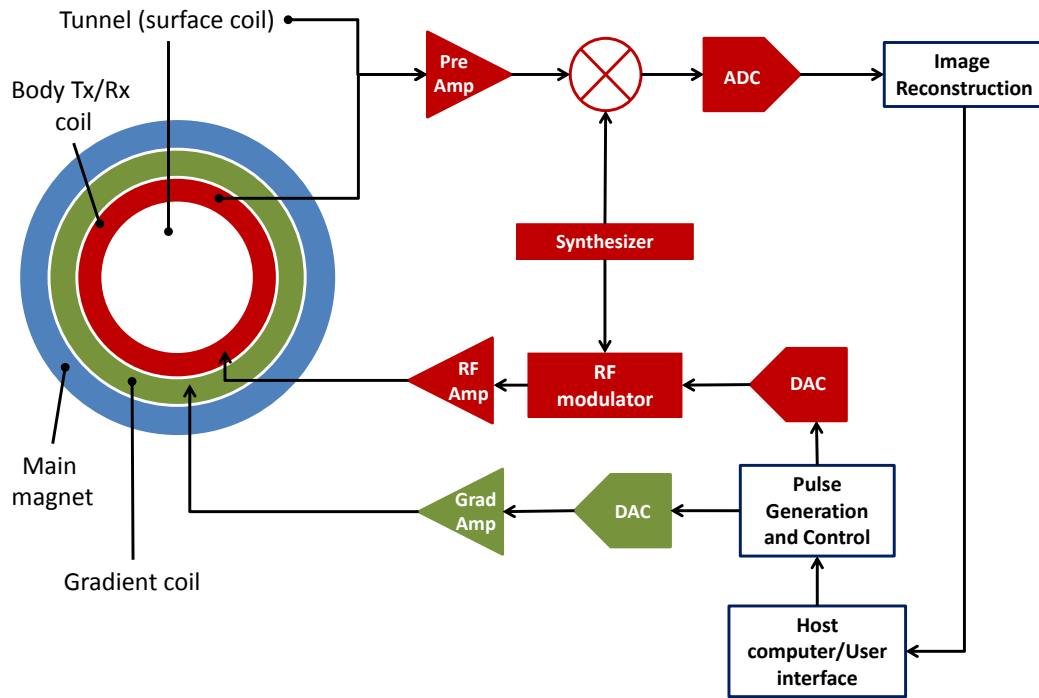 Tunnel (surface coil)
Body Tx/Rx
coil
Pre
Amp
ADC
Image
Reconstruction
Synthesizer
RF
Amp
RF
modulator
DAC
Main
magnet
Grad
Amp
DAC
Pulse
Generation
and Control
Gradient coil
Host
computer/User
interface